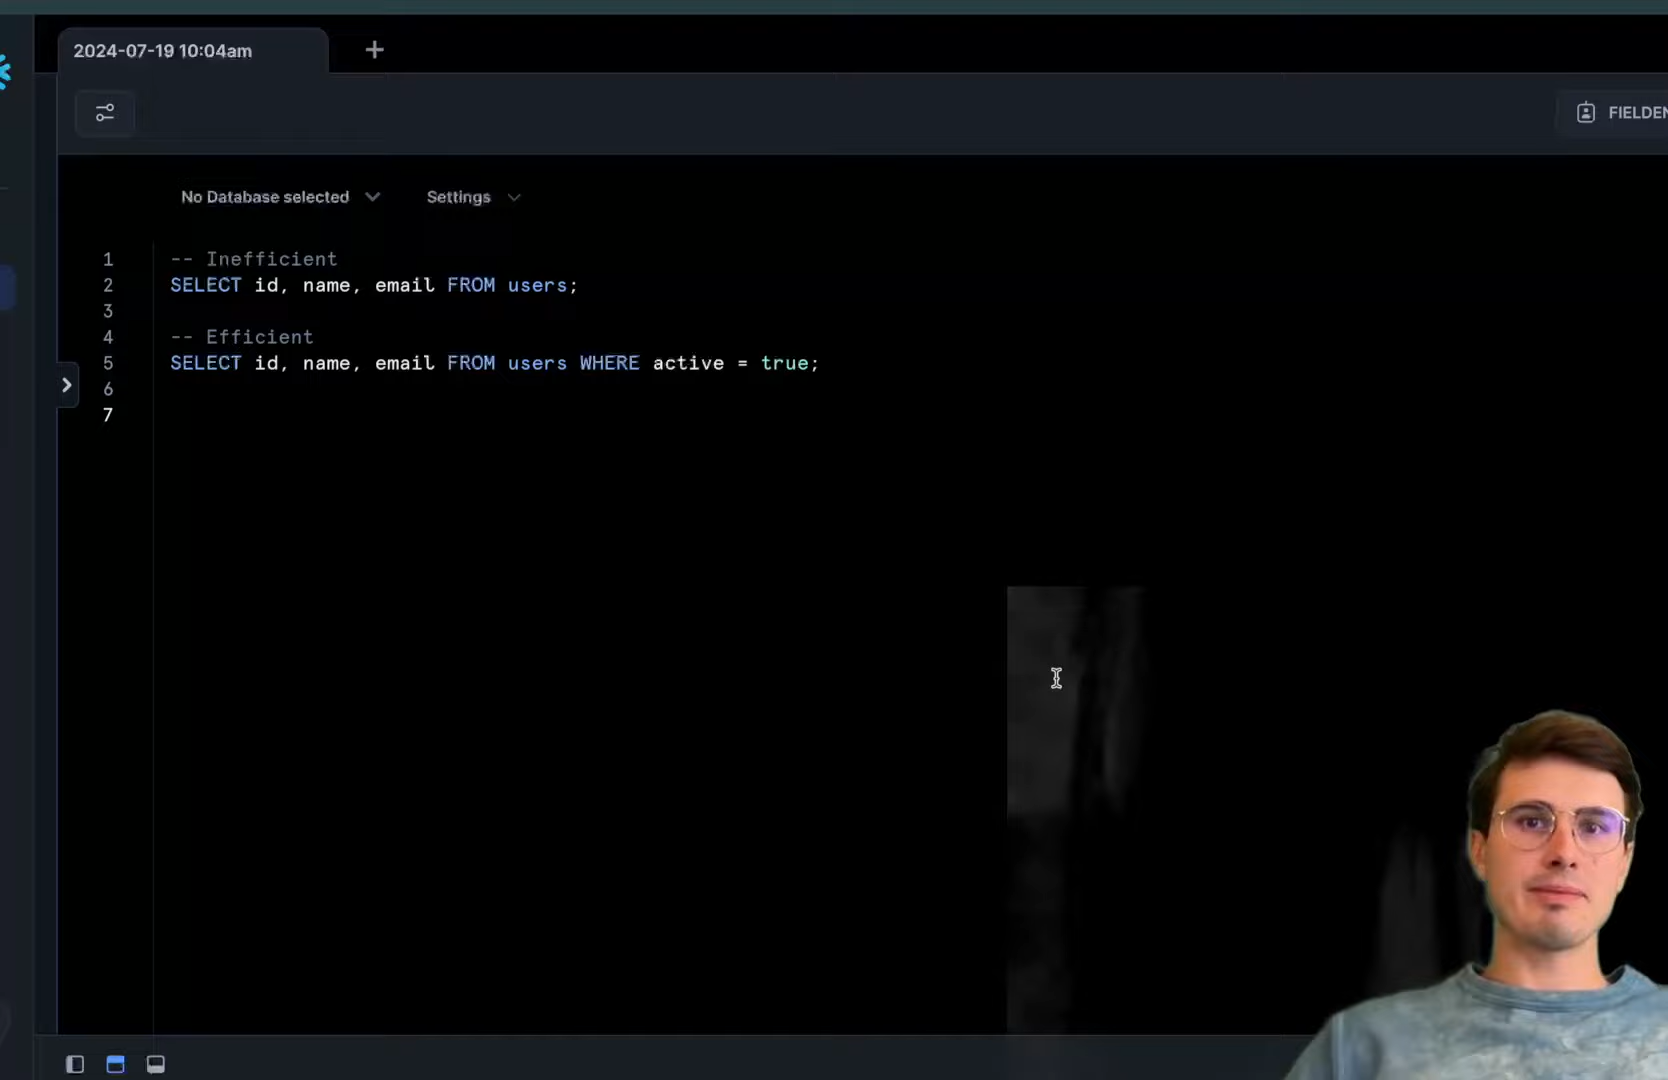 2024-07-19 10:04am
No Database selected Settings
1 -- Inefficient
2 SELECT id, name, email FROM users;
3
4 -- Efficient
5 SELECT id, name, email FROM users WHERE active = true;
6
7